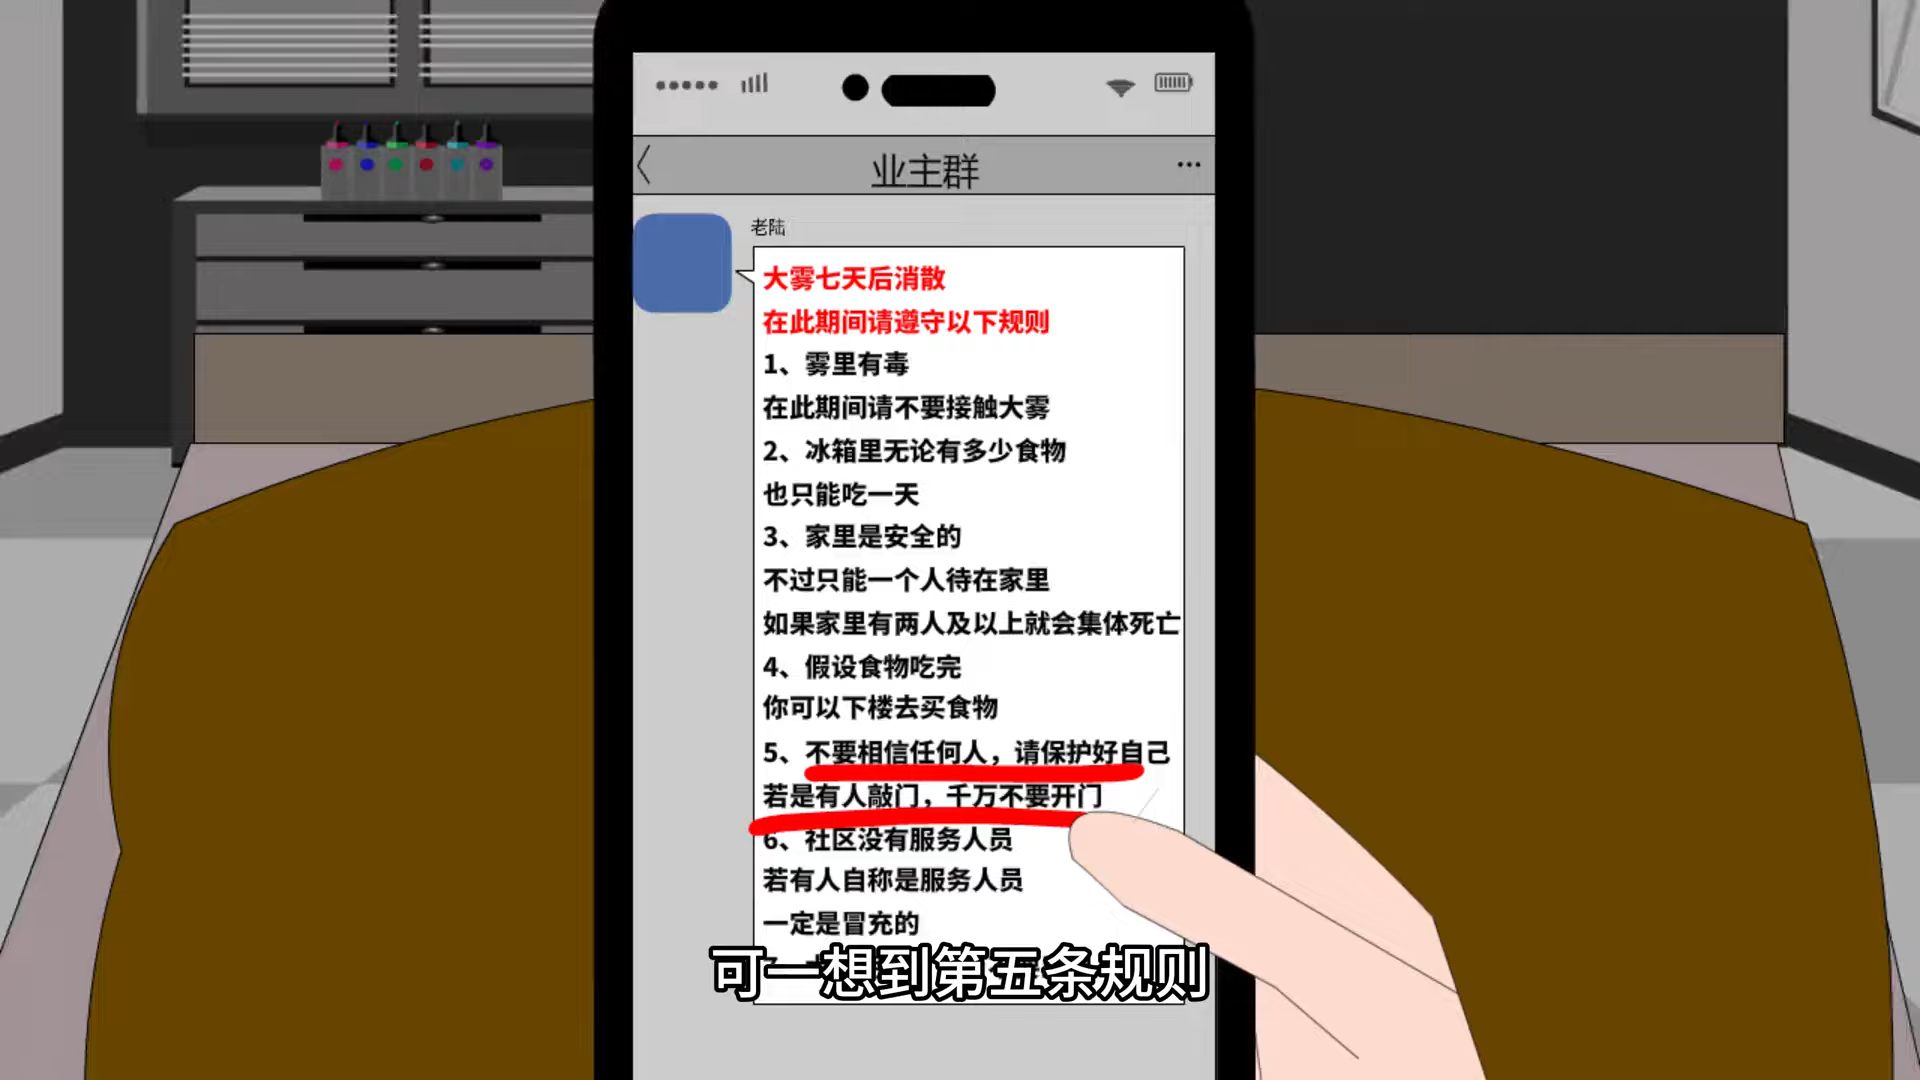 业主群
老陆
大雾七天后消散
在此期间请遵守以下规则
1、雾里有毒
在此期间请不要接触大雾
2、冰箱里无论有多少食物
也只能吃一天
3、家里是安全的
不过只能一个人待在家里
如果家里有两人及以上就会集体死亡
4、假设食物吃完
你可以下楼去买食物
5、不要相信任何人，请保护好自己
若是有人敲门，千万不要开门
6、社区没有服务人员
若有人自称是服务人员
一定是冒充的
可一想到第五条规则